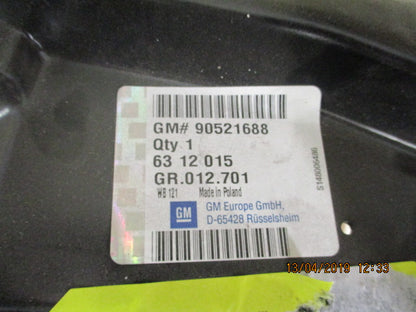 GM# 90521688
Qty 1
63 12 015
GR.012.701
WB 121 Made in Poland
GM
GM Europe GmbH,
D-65428 Rüsselsheim
5148006486
13/04/2019 12:33